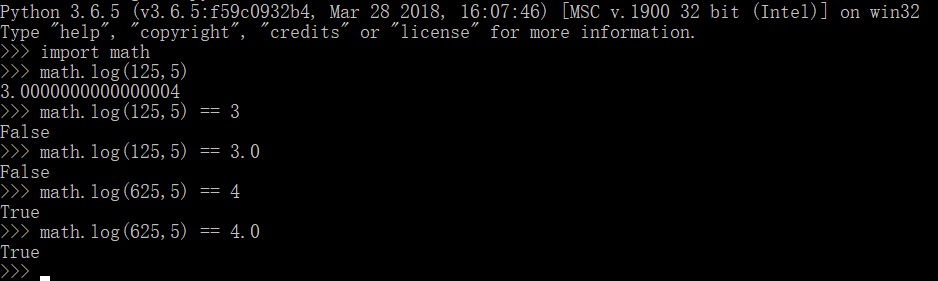 Python 3.6.5 (v3.6.5:f59c0932b4, Mar 28 2018, 16:07:46) [MSC v.1900 32 bit (Intel)] on win32
Type "help", "copyright", "credits" or "license" for more information.
>>> import math
>>> math.log(125,5)
3.0000000000000004
>>> math.log(125,5) == 3
False
>>> math.log(125,5) == 3.0
False
>>> math.log(625,5) == 4
True
>>> math.log(625,5) == 4.0
True
>>>